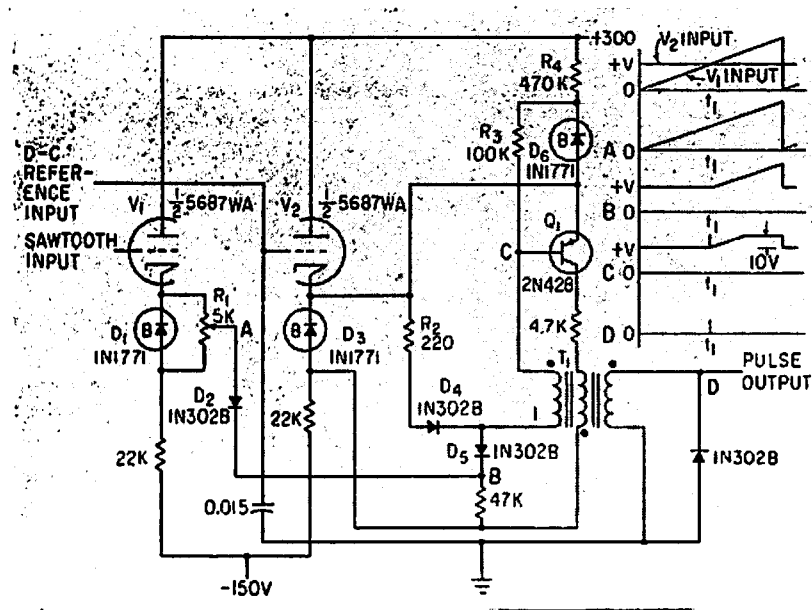 +300
V2 INPUT
+V
V1 INPUT
0
t1
R4
470K
R3
100K
B
D6
1N1771
A 0
t1
+V
B 0
t1
+V
10V
C 0
t1
D 0
t1
D-C
REFER-
ENCE
INPUT
V1
1/2 5687WA
V2
1/2 5687WA
SAWTOOTH
INPUT
C
Q1
2N428
R1
5K
A
B
D1
1N1771
B
D3
1N1771
R2
220
4.7K
T1
PULSE
OUTPUT
D
D2
1N302B
D4
1N302B
1
22K
D5
1N302B
1N302B
22K
B
47K
0.015
-150V